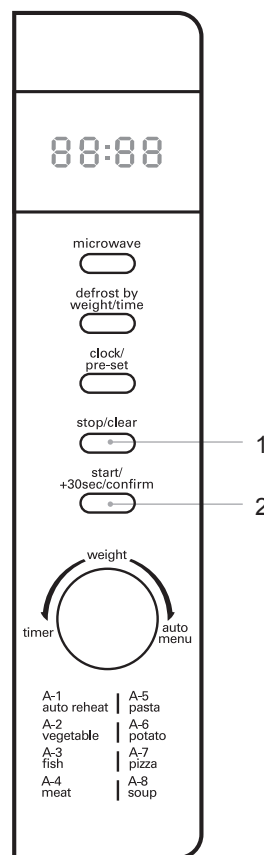 88:88
microwave
defrost by
weight/time
clock/
pre-set
stop/clear
1
start/
+30sec/confirm
2
weight
timer
auto
menu
A-1
auto reheat
A-2
vegetable
A-3
fish
A-4
meat
A-5
pasta
A-6
potato
A-7
pizza
A-8
soup